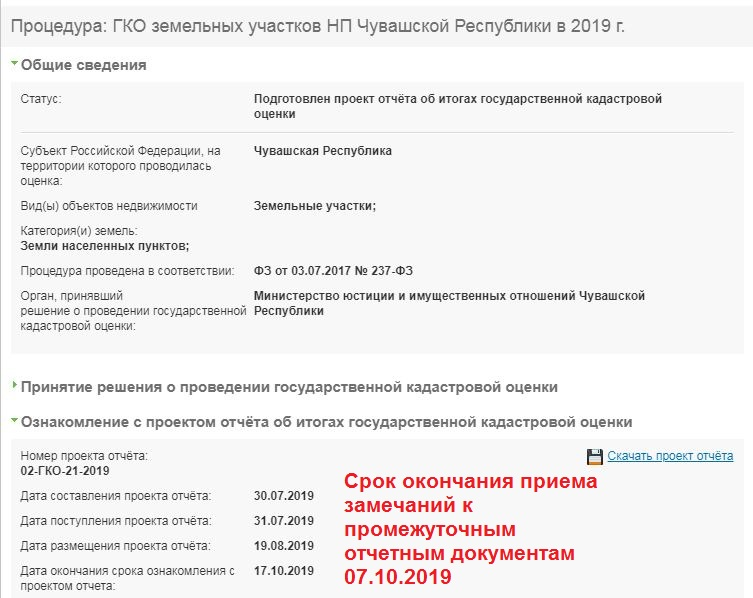 Процедура: ГКО земельных участков НП Чувашской Республики в 2019 г.
Общие сведения
Статус: Подготовлен проект отчёта об итогах государственной кадастровой
оценки
Субъект Российской Федерации, на Чувашская Республика
территории которого проводилась
оценка:
Вид(ы) объектов недвижимости Земельные участки;
Категория(и) земель:
Земли населенных пунктов;
Процедура проведена в соответствии: ФЗ от 03.07.2017 № 237-ФЗ
Орган, принявший Министерство юстиции и имущественных отношений Чувашской
решение о проведении государственной Республики
кадастровой оценки:
Принятие решения о проведении государственной кадастровой оценки
Ознакомление с проектом отчёта об итогах государственной кадастровой оценки
Номер проекта отчёта: Скачать проект отчёта
02-ГКО-21-2019
Дата составления проекта отчёта: 30.07.2019
Дата поступления проекта отчёта: 31.07.2019
Дата размещения проекта отчёта: 19.08.2019
Дата окончания срока ознакомления с 17.10.2019
проектом отчета:
Срок окончания приема
замечаний к
промежуточным
отчетным документам
07.10.2019